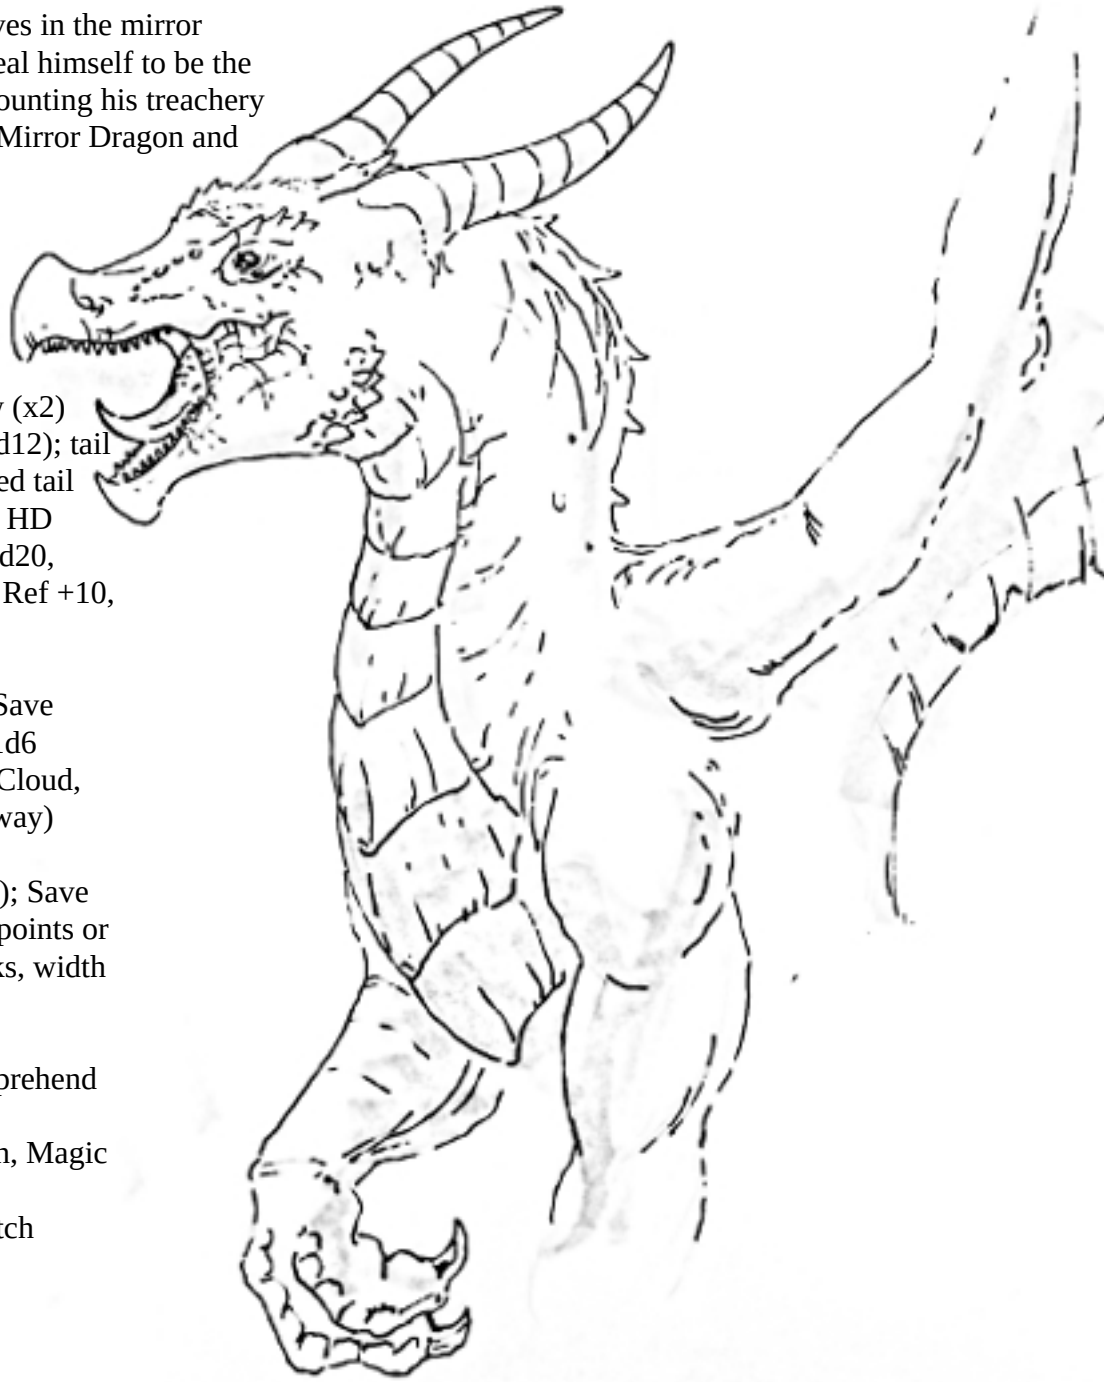 ves in the mirror
eal himself to be the
ounting his treachery
Mirror Dragon and
(x2)
d12); tail
ed tail
HD
d20,
Ref +10,
Save
d6
Cloud,
way)
); Save
points or
ks, width
prehend
n, Magic
tch